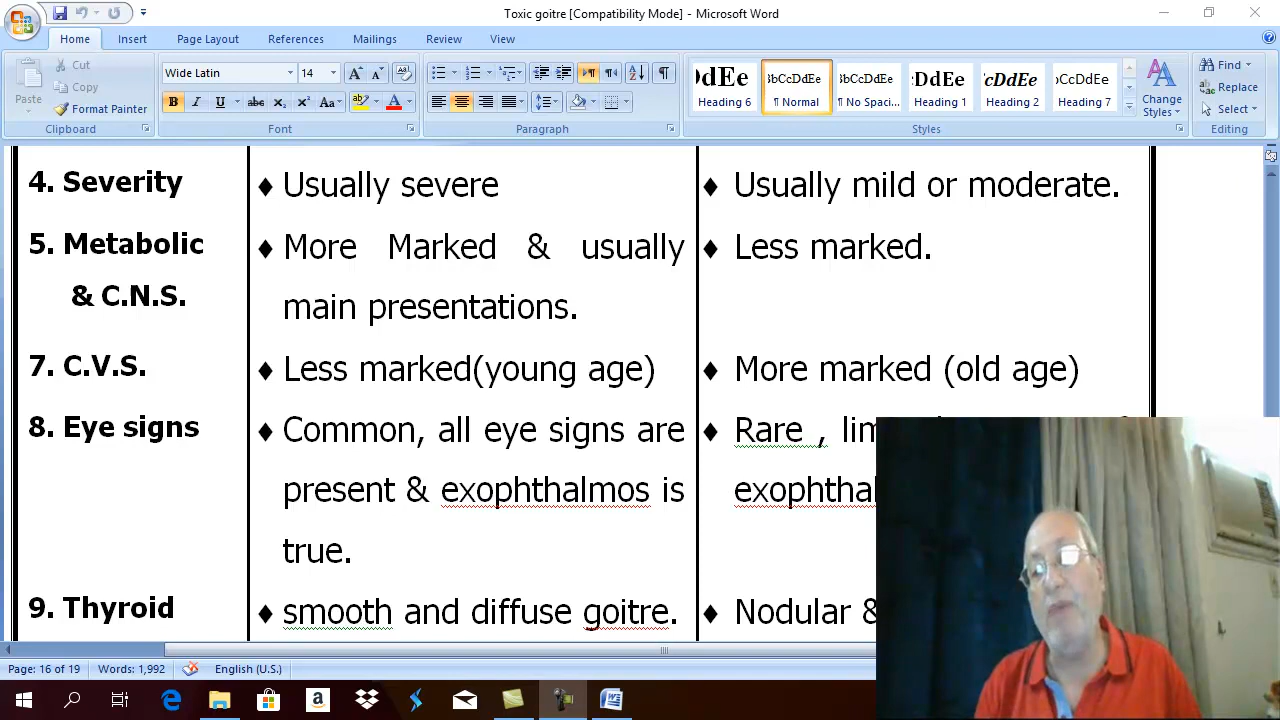 Toxic goitre [Compatibility Mode] - Microsoft Word
Home Insert Page Layout References Mailings Review View
Paste
Cut
Copy
Format Painter
Clipboard
Wide Latin 14
Font
Paragraph
Heading 6
¶ Normal
¶ No Spaci...
Heading 1
Heading 2
Heading 7
Change Styles
Styles
Find
Replace
Select
Editing
4. Severity ♦ Usually severe ♦ Usually mild or moderate.
5. Metabolic ♦ More Marked & usually ♦ Less marked.
& C.N.S. main presentations.
7. C.V.S. ♦ Less marked(young age) ♦ More marked (old age)
8. Eye signs ♦ Common, all eye signs are ♦ Rare ,
present & exophthalmos is
true.
9. Thyroid ♦ smooth and diffuse goitre. ♦ Nodular &
Page: 16 of 19 Words: 1,992 English (U.S.)